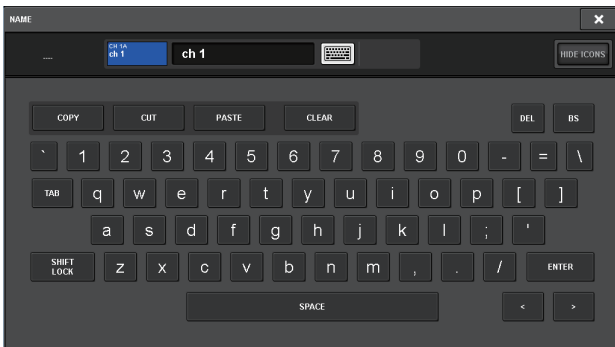 NAME
CH 1A
ch 1
ch 1
HIDE ICONS
COPY CUT PASTE CLEAR DEL BS
` 1 2 3 4 5 6 7 8 9 0 - = \
TAB q w e r t y u i o p [ ]
a s d f g h j k l ; '
SHIFT LOCK z x c v b n m , . / ENTER
SPACE < >